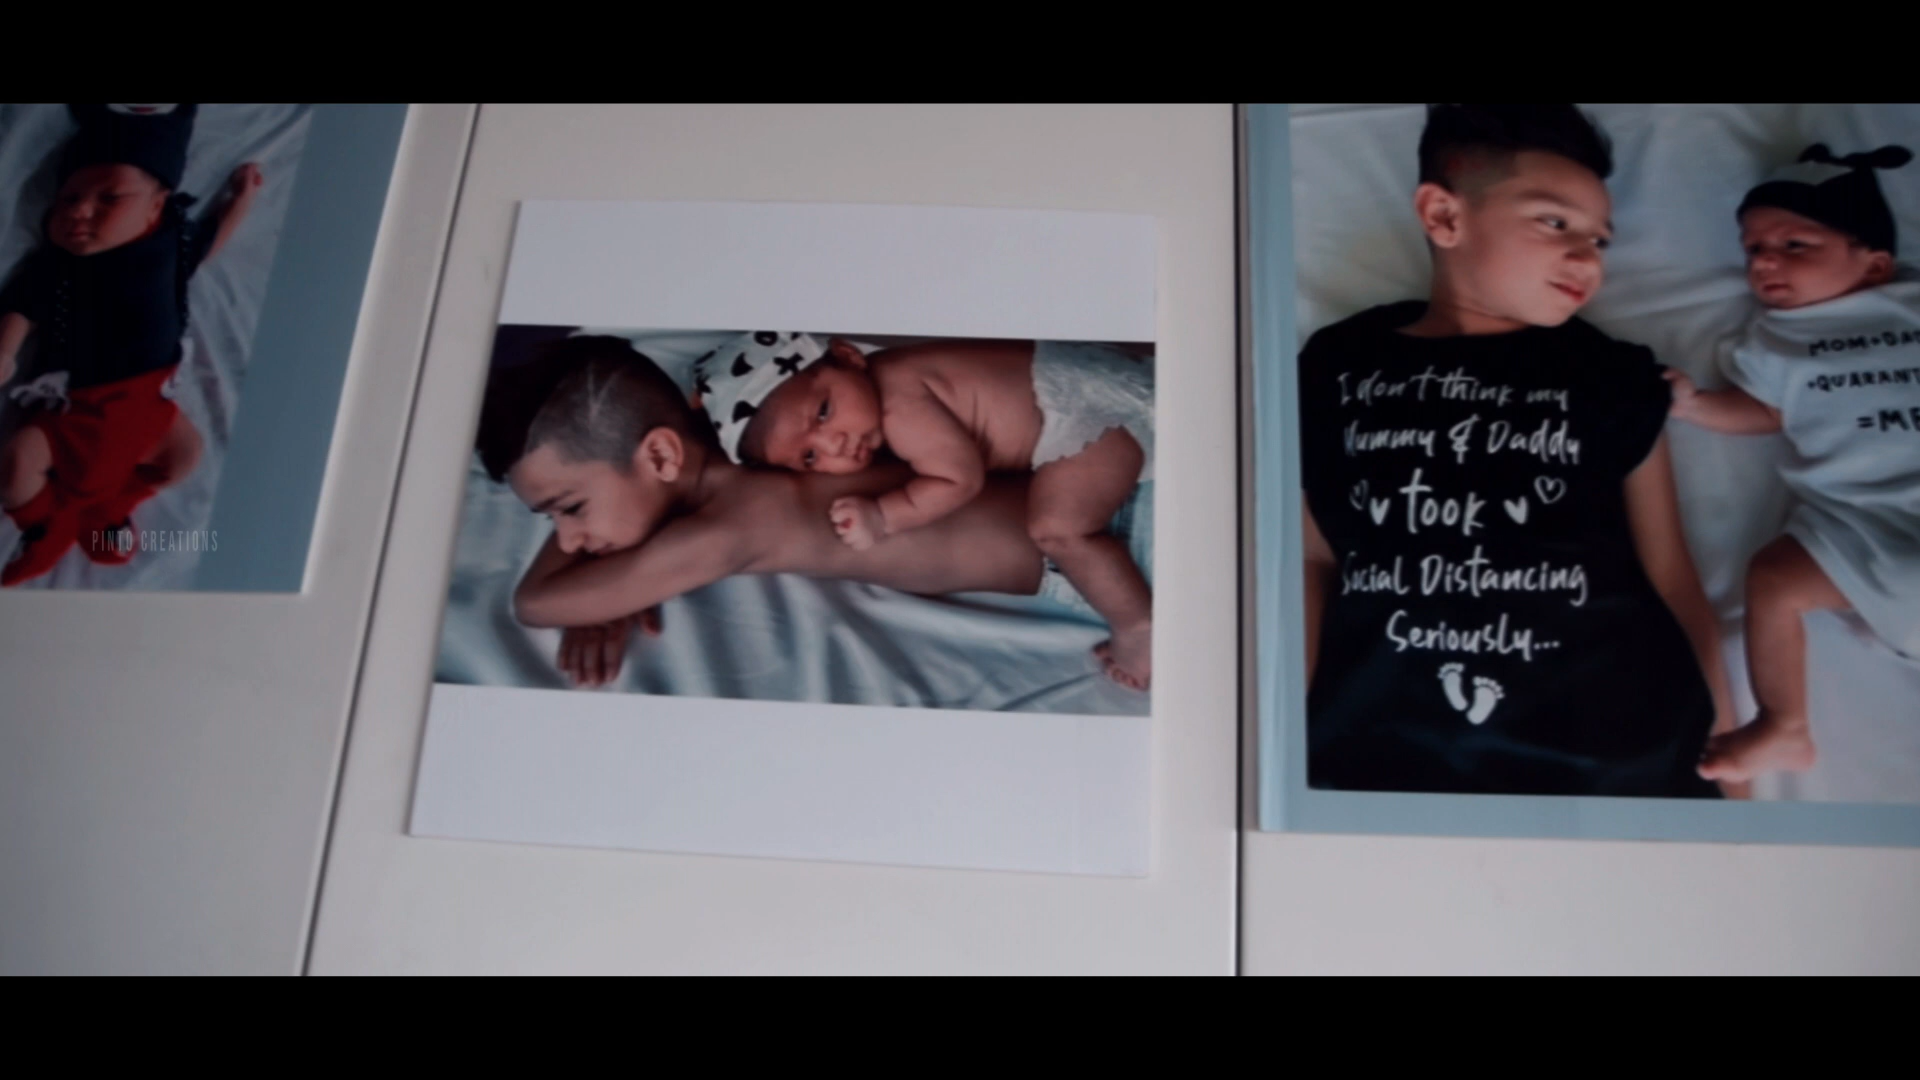 PINTO CREATIONS
I don't think my
Mummy & Daddy
took
Social Distancing
Seriously...
MOM+DA
+QUARANT
=ME